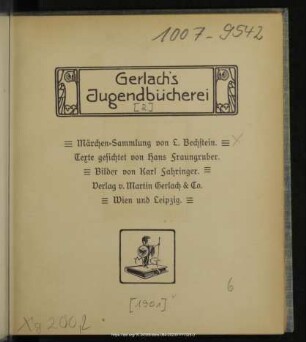 1007-9542
Gerlach's
Jugendbücherei
[2]
Märchen-Sammlung von L. Bechstein.
Texte gesichtet von Hans Fraungruber.
Bilder von Karl Fahringer.
Verlag v. Martin Gerlach & Co.
Wien und Leipzig.
6
[1901]